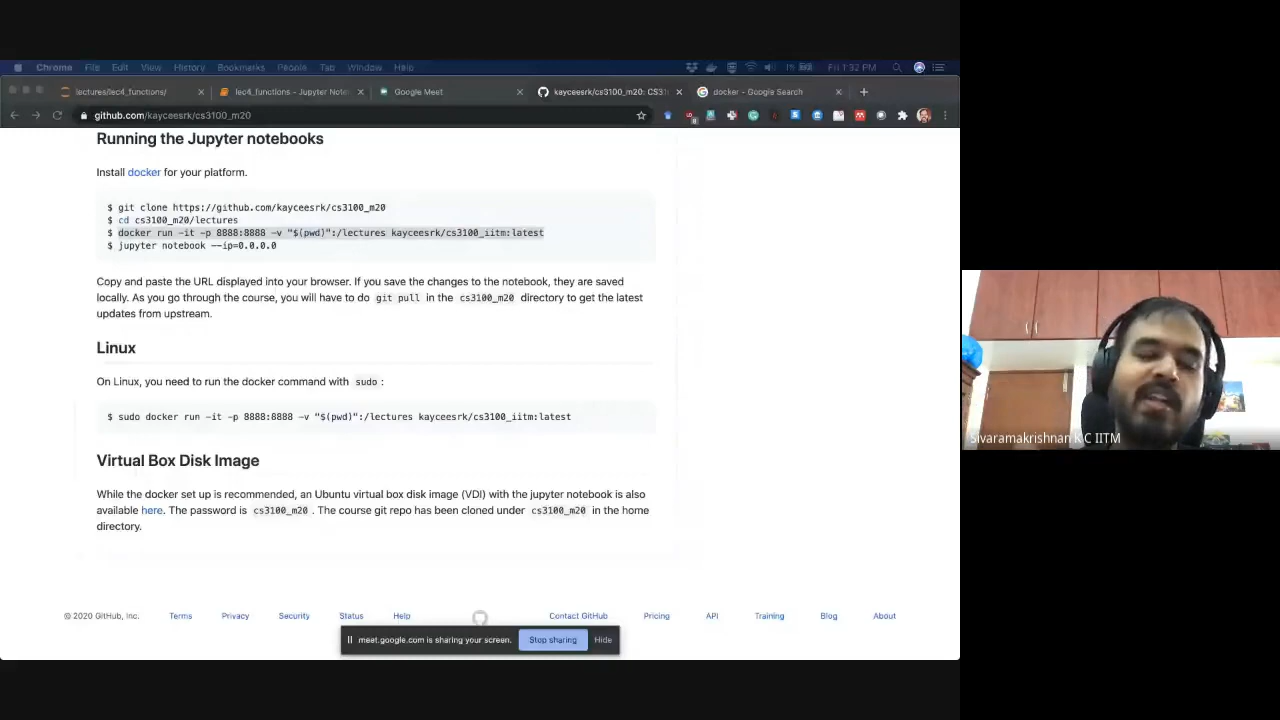 Chrome File Edit View History Bookmarks People Tab Window Help Fri 1:32 PM
lectures/lec4_functions/ lec4_functions - Jupyter Note Google Meet kayceesrk/cs3100_m20: CS31 docker - Google Search
github.com/kayceesrk/cs3100_m20
Running the Jupyter notebooks
Install docker for your platform.
$ git clone https://github.com/kayceesrk/cs3100_m20
$ cd cs3100_m20/lectures
$ docker run -it -p 8888:8888 -v "$(pwd)":/lectures kayceesrk/cs3100_iitm:latest
$ jupyter notebook --ip=0.0.0.0
Copy and paste the URL displayed into your browser. If you save the changes to the notebook, they are saved
locally. As you go through the course, you will have to do git pull in the cs3100_m20 directory to get the latest
updates from upstream.
Linux
On Linux, you need to run the docker command with sudo :
$ sudo docker run -it -p 8888:8888 -v "$(pwd)":/lectures kayceesrk/cs3100_iitm:latest
Sivaramakrishnan K C IITM
Virtual Box Disk Image
While the docker set up is recommended, an Ubuntu virtual box disk image (VDI) with the jupyter notebook is also
available here. The password is cs3100_m20 . The course git repo has been cloned under cs3100_m20 in the home
directory.
© 2020 GitHub, Inc. Terms Privacy Security Status Help Contact GitHub Pricing API Training Blog About
meet.google.com is sharing your screen. Stop sharing Hide